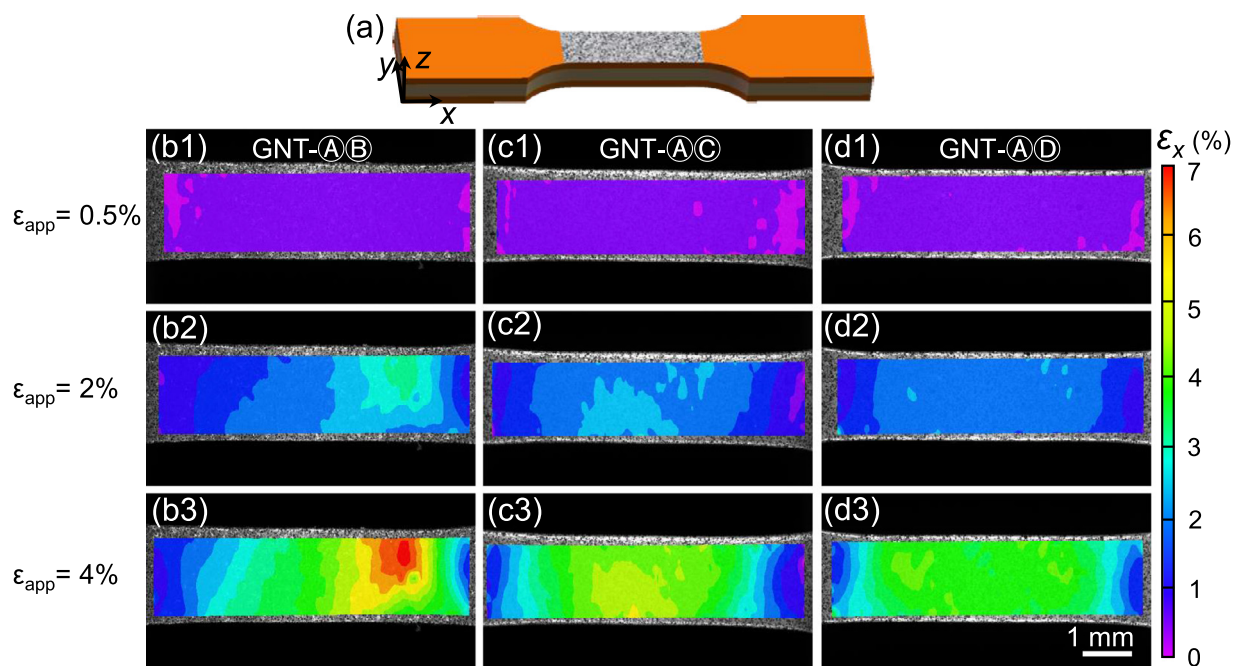 (a)
z
y
x
(b1) GNT-ⒶⒷ
(c1) GNT-ⒶⒸ
(d1) GNT-ⒶⒹ
εx (%)
εapp= 0.5%
(b2)
(c2)
(d2)
εapp= 2%
(b3)
(c3)
(d3)
εapp= 4%
1 mm
7
6
5
4
3
2
1
0